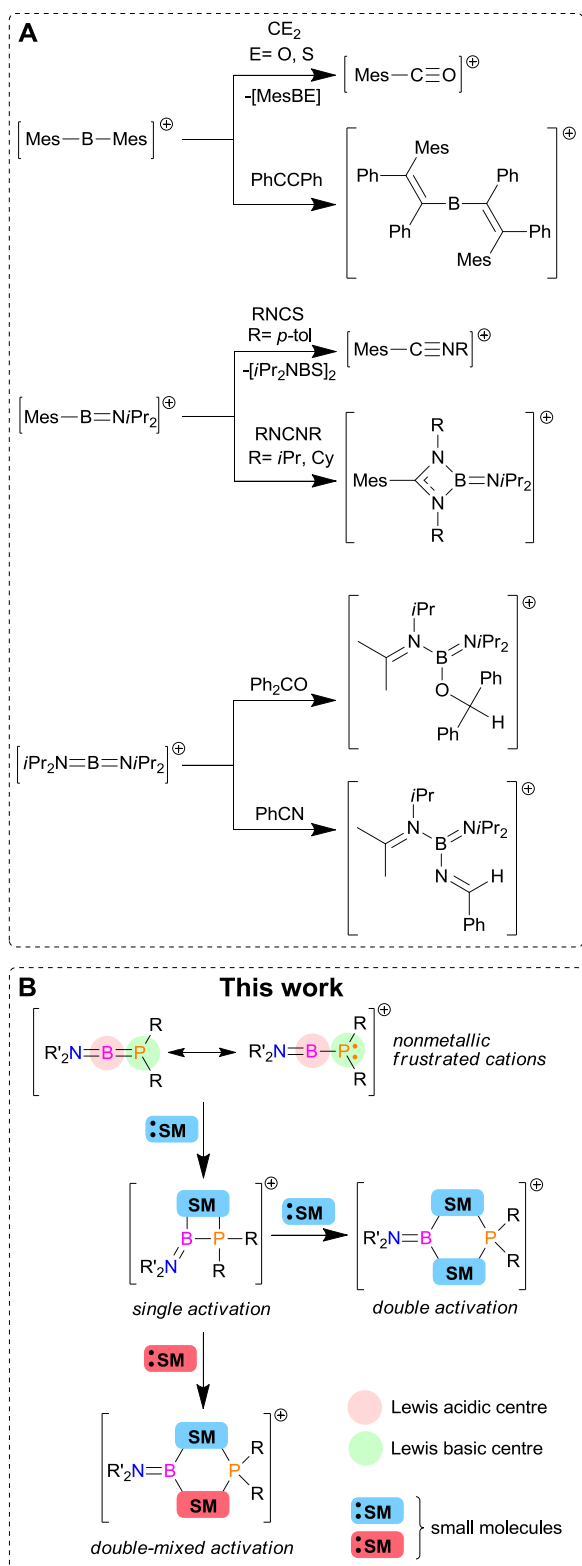 A
CE2
E= O, S
-[MesBE]
[Mes—B—Mes]⊕
[Mes—C≡O]⊕
PhCCPh
Mes
Ph
Ph
B
Ph
Ph
Mes
⊕
RNCS
R= p-tol
-[iPr2NBS]2
[Mes—B=NiPr2]⊕
[Mes—C≡NR]⊕
RNCNR
R= iPr, Cy
R
N
Mes
B=NiPr2
N
R
⊕
[iPr2N=B=NiPr2]⊕
Ph2CO
iPr
N
B
NiPr2
O
Ph
Ph
H
⊕
PhCN
iPr
N
B
NiPr2
N
H
Ph
⊕
B This work
R'2N=B=P
R
R
R'2N=B—P
R
R
⊕
nonmetallic
frustrated cations
:SM
SM
B—P—R
R'2N
R
⊕
:SM
SM
R'2N=B
P
R
R
SM
⊕
single activation
double activation
:SM
SM
R'2N=B
P
R
R
SM
⊕
double-mixed activation
Lewis acidic centre
Lewis basic centre
:SM
:SM
small molecules